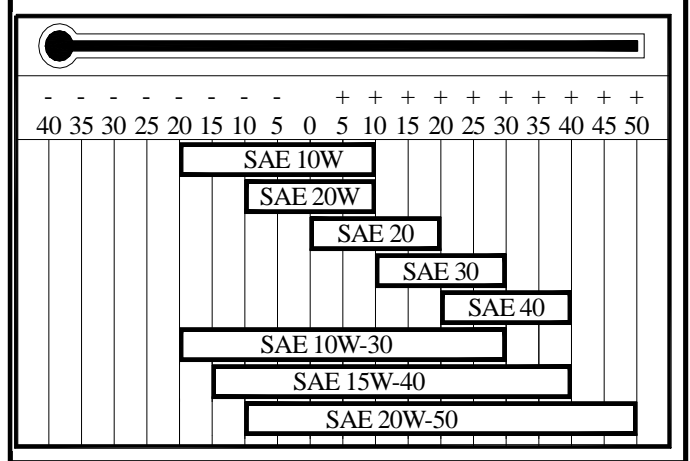 - - - - - - - - + + + + + + + + + +
40 35 30 25 20 15 10 5 0 5 10 15 20 25 30 35 40 45 50
SAE 10W
SAE 20W
SAE 20
SAE 30
SAE 40
SAE 10W-30
SAE 15W-40
SAE 20W-50